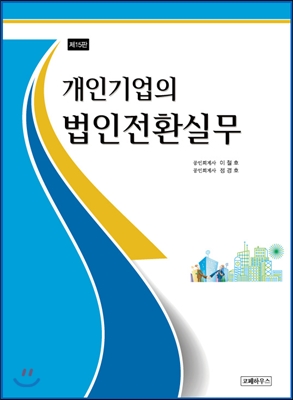 제15판
개인기업의
법인전환실무
공인회계사 이 철 호
공인회계사 성 경 호
코페하우스